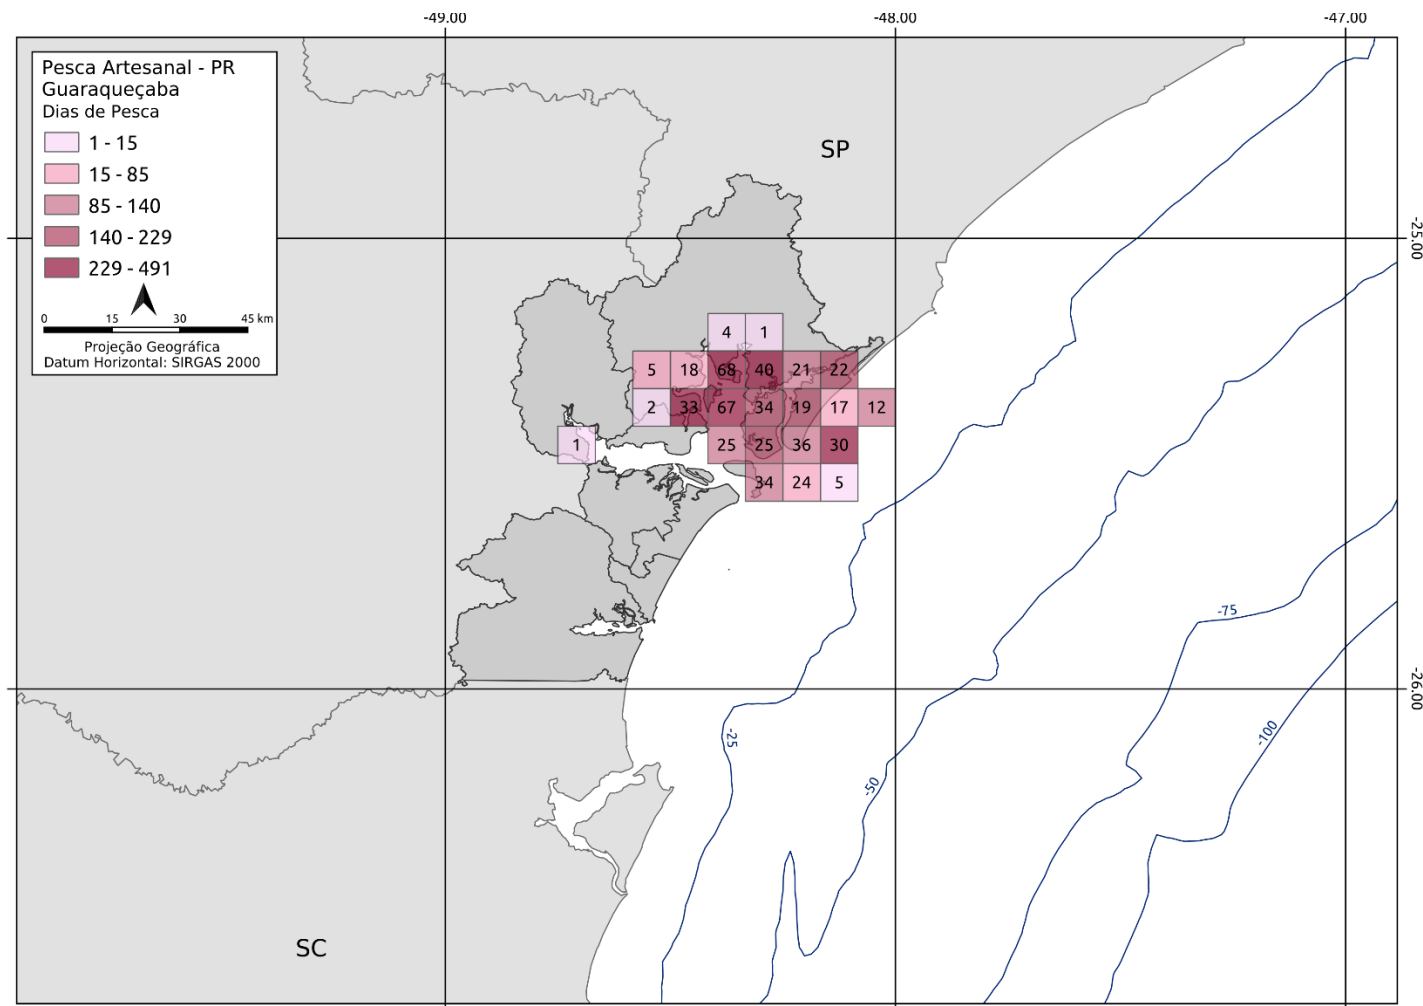 -49.00 -48.00 -47.00
Pesca Artesanal - PR
Guaraqueçaba
Dias de Pesca
1 - 15
15 - 85
85 - 140
140 - 229
229 - 491
0 15 30 45 km
Projeção Geográfica
Datum Horizontal: SIRGAS 2000
SP
-25.00
4 1
5 18 68 40 21 22
2 33 67 34 19 17 12
1 25 25 36 30
34 24 5
-75
-26.00
-25
-100
-50
SC